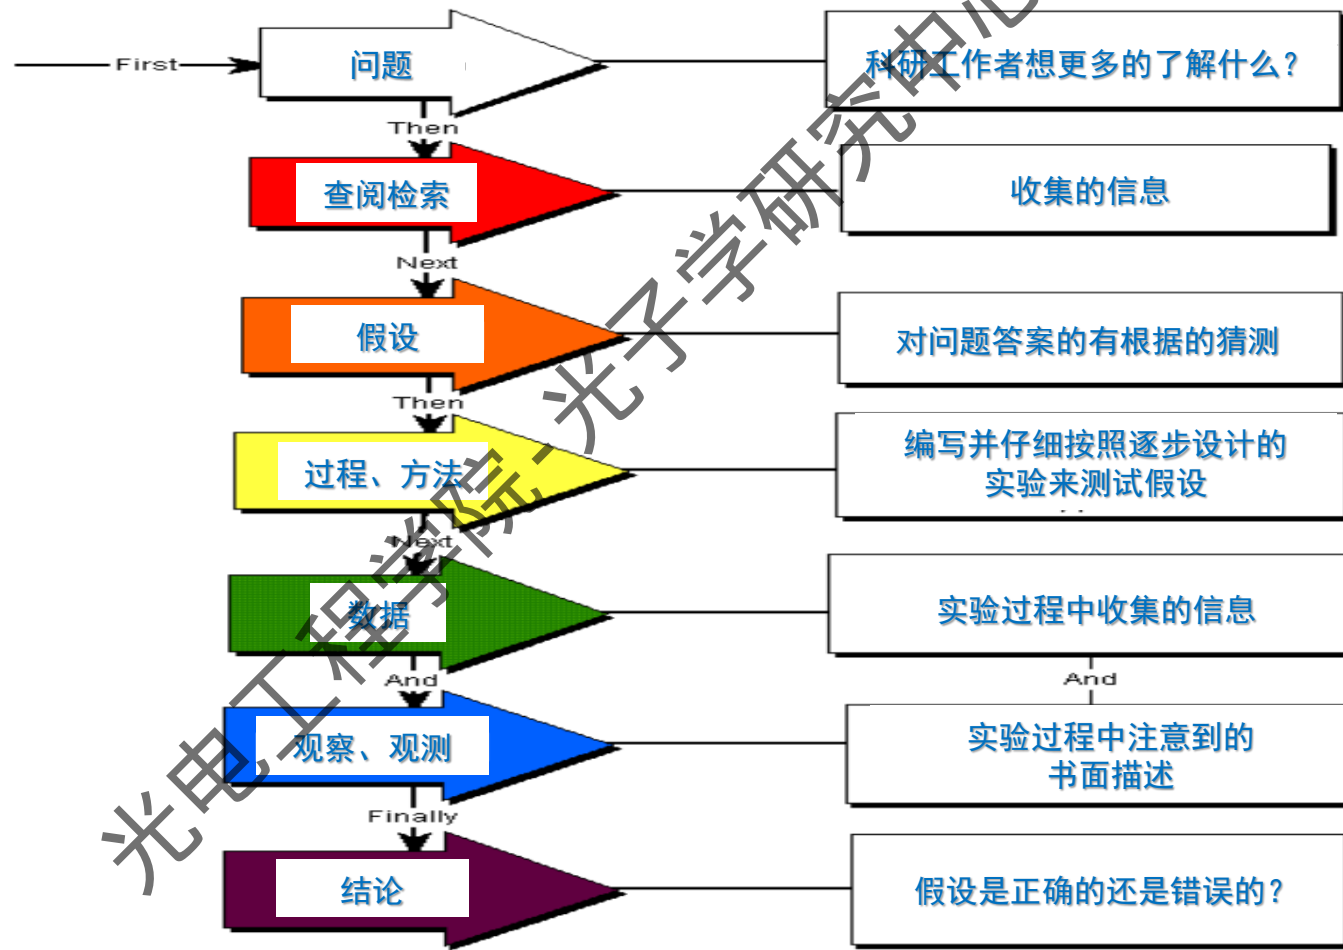 First
问题
科研工作者想更多的了解什么？
Then
查阅检索
收集的信息
Next
假设
对问题答案的有根据的猜测
Then
过程、方法
编写并仔细按照逐步设计的
实验来测试假设
Next
数据
实验过程中收集的信息
And
And
观察、观测
实验过程中注意到的
书面描述
Finally
结论
假设是正确的还是错误的？
光电工程学院-光子学研究中心